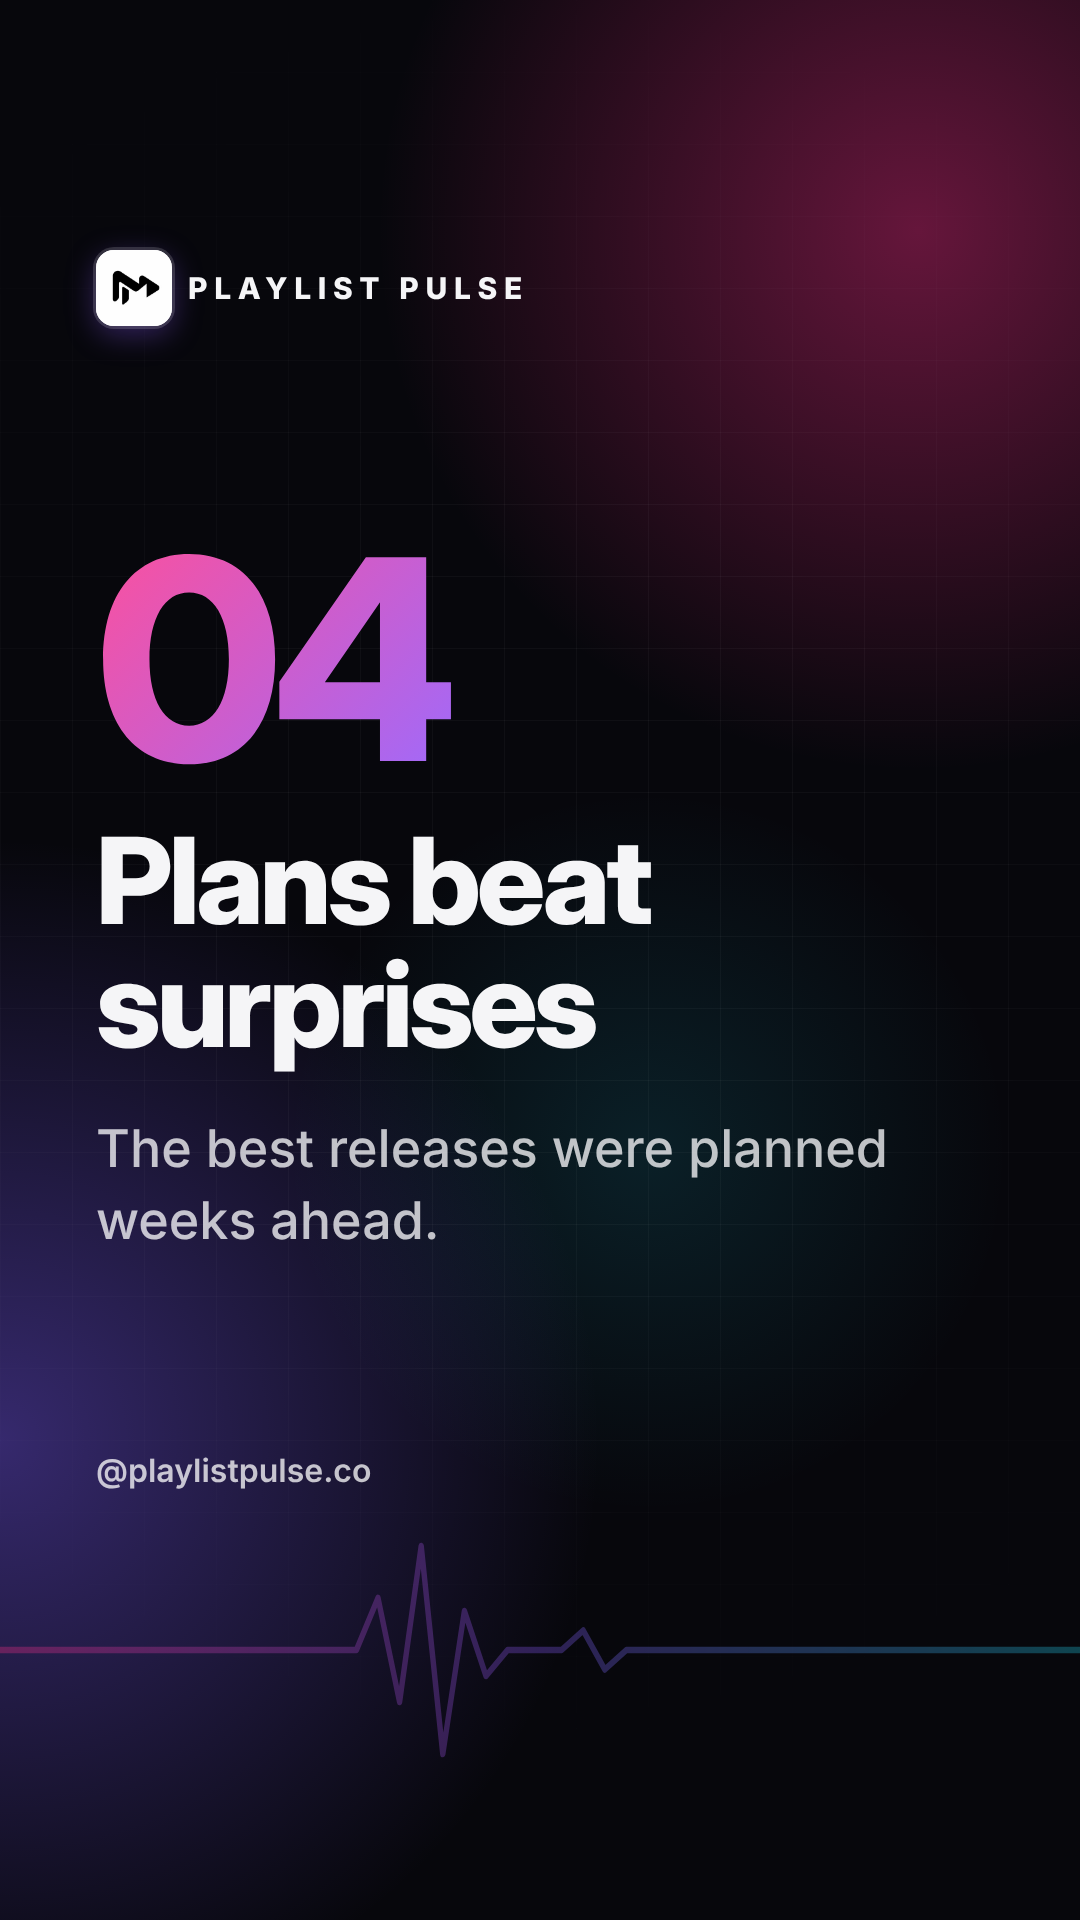 PLAYLIST PULSE
04
Plans beat
surprises
The best releases were planned
weeks ahead.
@playlistpulse.co